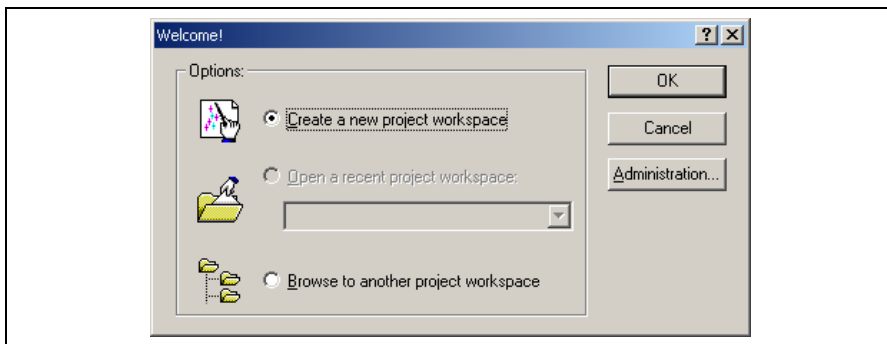 Welcome!
Options:
Create a new project workspace
Open a recent project workspace:
Browse to another project workspace
OK
Cancel
Administration...